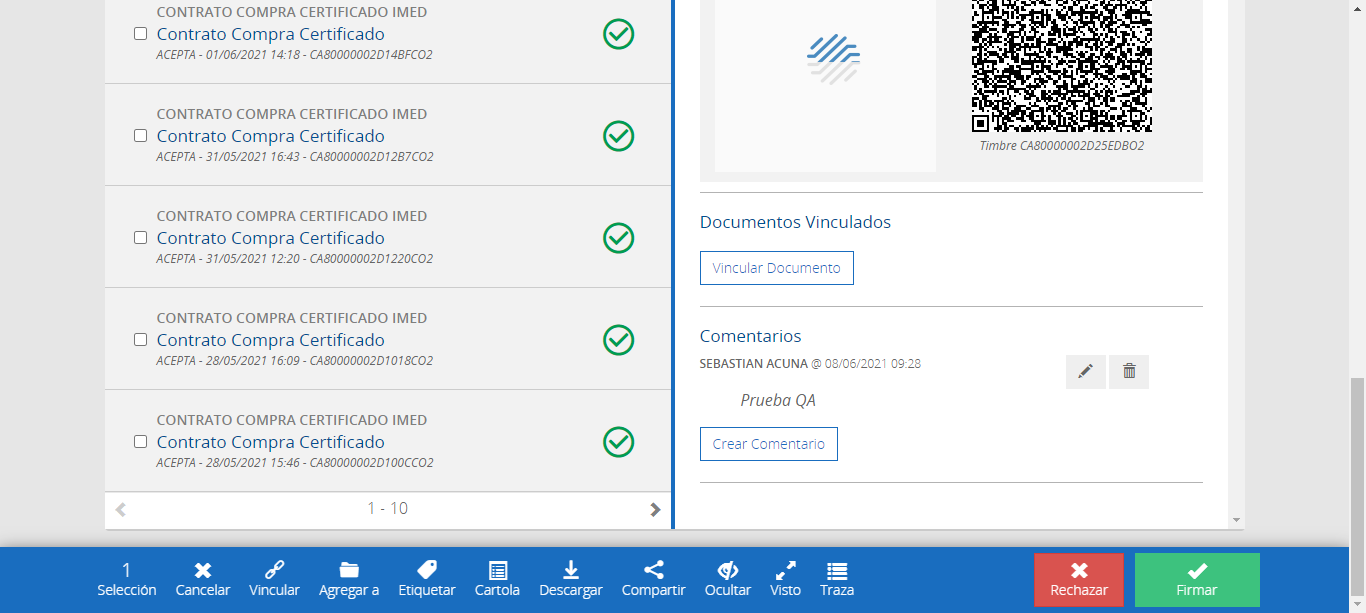 CONTRATO COMPRA CERTIFICADO IMED
Contrato Compra Certificado
ACEPTA - 01/06/2021 14:18 - CA80000002D14BFCO2
CONTRATO COMPRA CERTIFICADO IMED
Contrato Compra Certificado
ACEPTA - 31/05/2021 16:43 - CA80000002D12B7CO2
CONTRATO COMPRA CERTIFICADO IMED
Contrato Compra Certificado
ACEPTA - 31/05/2021 12:20 - CA80000002D1220CO2
CONTRATO COMPRA CERTIFICADO IMED
Contrato Compra Certificado
ACEPTA - 28/05/2021 16:09 - CA80000002D1018CO2
CONTRATO COMPRA CERTIFICADO IMED
Contrato Compra Certificado
ACEPTA - 28/05/2021 15:46 - CA80000002D100CCO2
1 - 10
Timbre CA80000002D25EDBO2
Documentos Vinculados
Vincular Documento
Comentarios
SEBASTIAN ACUNA @ 08/06/2021 09:28
Prueba QA
Crear Comentario
1
Selección
Cancelar
Vincular
Agregar a
Etiquetar
Cartola
Descargar
Compartir
Ocultar
Visto
Traza
Rechazar
Firmar